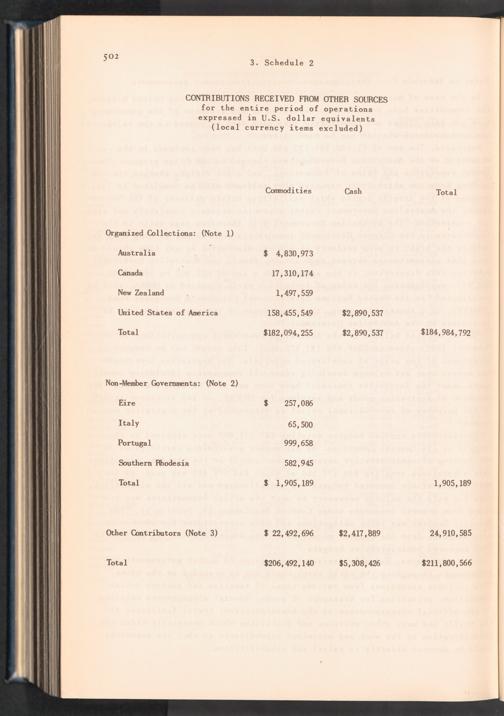 502
3. Schedule 2
CONTRIBUTIONS RECEIVED FROM OTHER SOURCES
for the entire period of operations
expressed in U.S. dollar equivalents
(local currency items excluded)
Commodities Cash Total
Organized Collections: (Note 1)
Australia $ 4,830,973
Canada 17,310,174
New Zealand 1,497,559
United States of America 158,455,549 $2,890,537
Total $182,094,255 $2,890,537 $184,984,792
Non-Member Governments: (Note 2)
Eire $ 257,086
Italy 65,500
Portugal 999,658
Southern Rhodesia 582,945
Total $ 1,905,189 1,905,189
Other Contributors (Note 3) $ 22,492,696 $2,417,889 24,910,585
Total $206,492,140 $5,308,426 $211,800,566